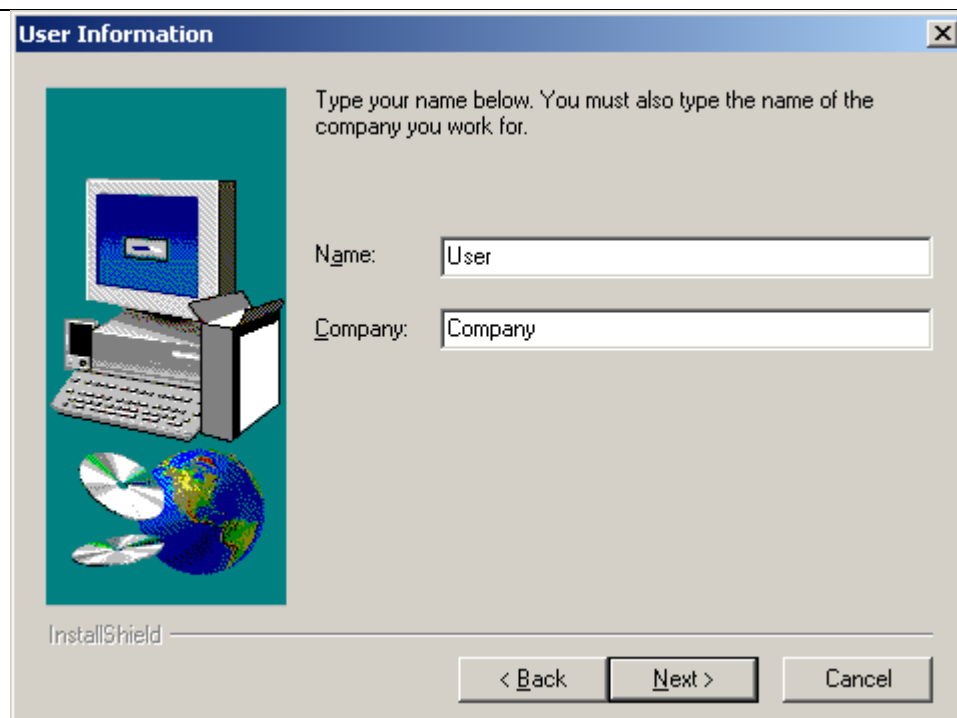 User Information
Type your name below. You must also type the name of the
company you work for.
Name:
User
Company:
Company
InstallShield
< Back
Next >
Cancel